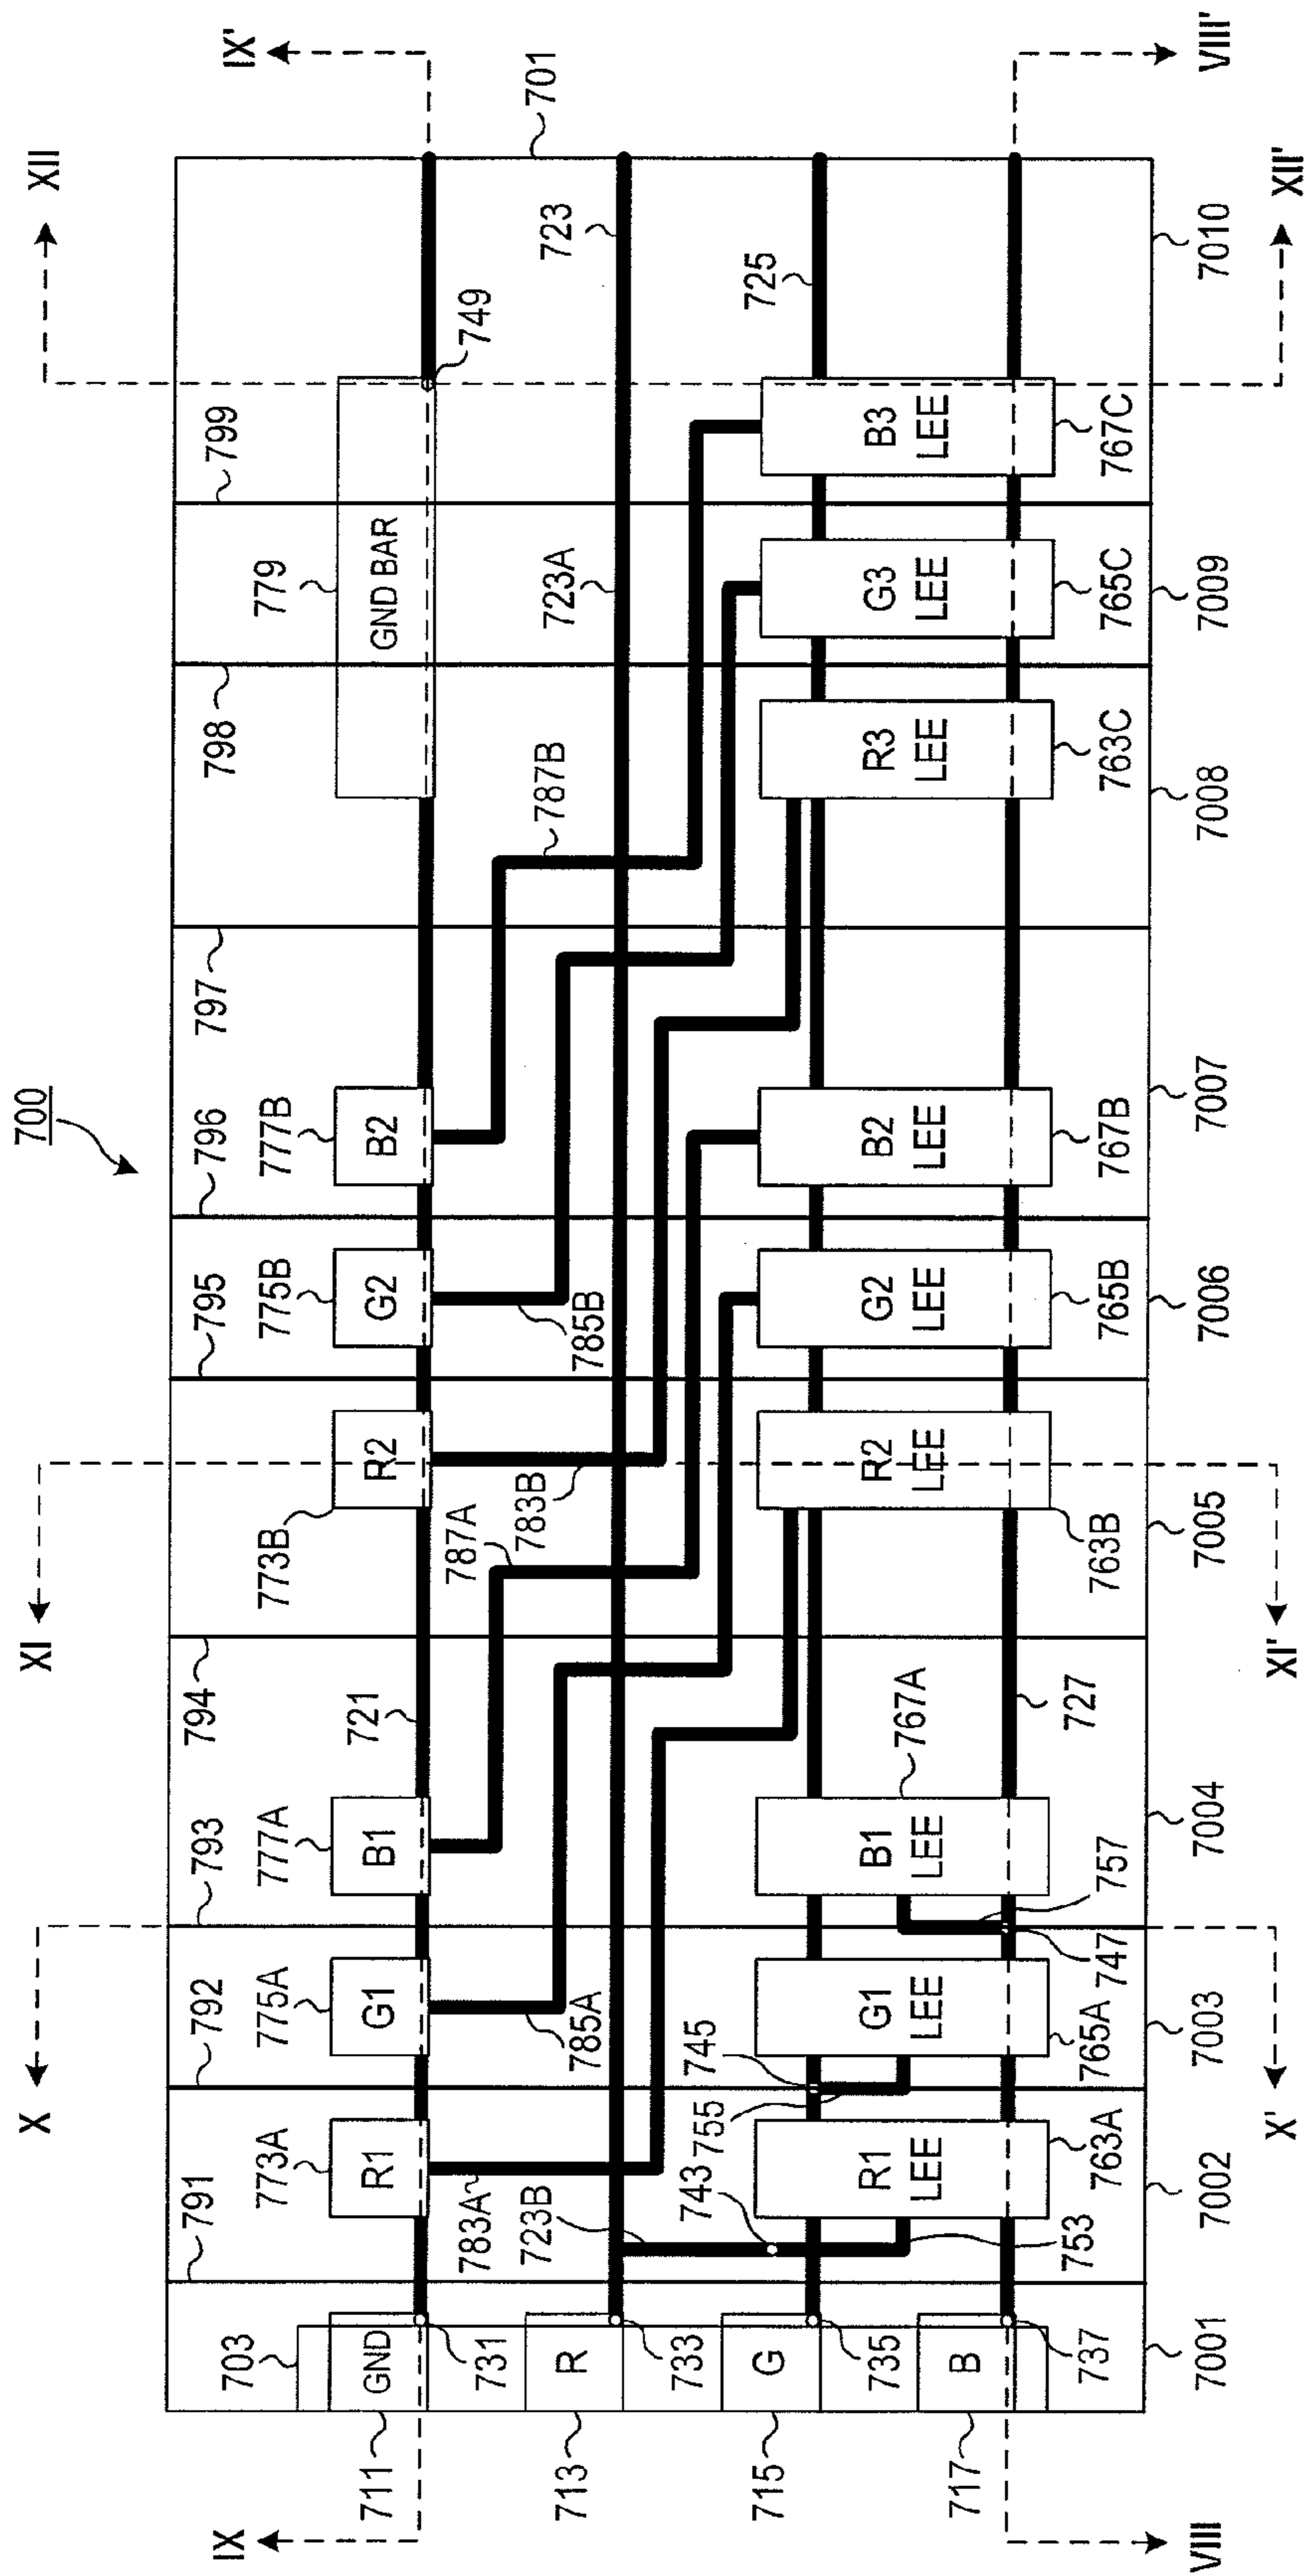 700
XII
XI
X
IX'
IX
799
798
797
796
795
794
793
792
791
703
711
GND
731
773A
R1
775A
G1
777A
B1
721
773B
R2
775B
G2
777B
B2
779
GND BAR
749
701
713
R
733
723B
783A
785A
787A
783B
785B
787B
723A
723
725
715
G
735
743
755
745
717
B
737
753
R1
LEE
763A
G1
LEE
765A
747
757
B1
LEE
767A
727
R2
LEE
763B
G2
LEE
765B
B2
LEE
767B
R3
LEE
763C
G3
LEE
765C
B3
LEE
767C
7001
7002
7003
7004
7005
7006
7007
7008
7009
7010
VIII
X'
XI'
XII'
VIII'